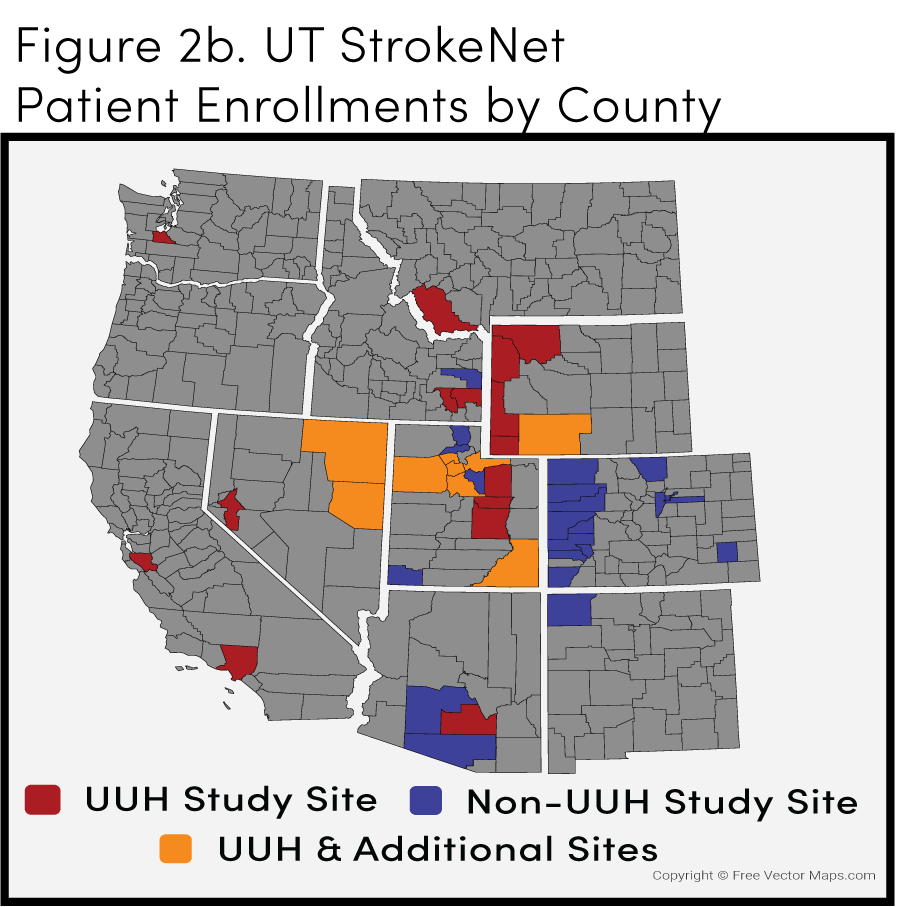 Figure 2b. UT StrokeNet
Patient Enrollments by County
UUH Study Site
Non-UUH Study Site
UUH & Additional Sites
Copyright © Free Vector Maps.com